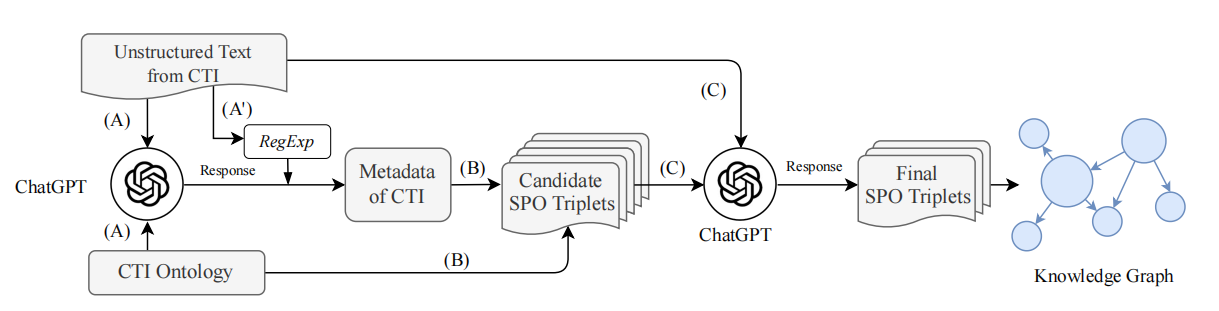 Unstructured Text
from CTI
(A)
(A')
(C)
RegExp
ChatGPT
Response
Metadata
of CTI
(B)
Candidate
SPO Triplets
(C)
ChatGPT
Response
Final
SPO Triplets
(A)
CTI Ontology
(B)
Knowledge Graph